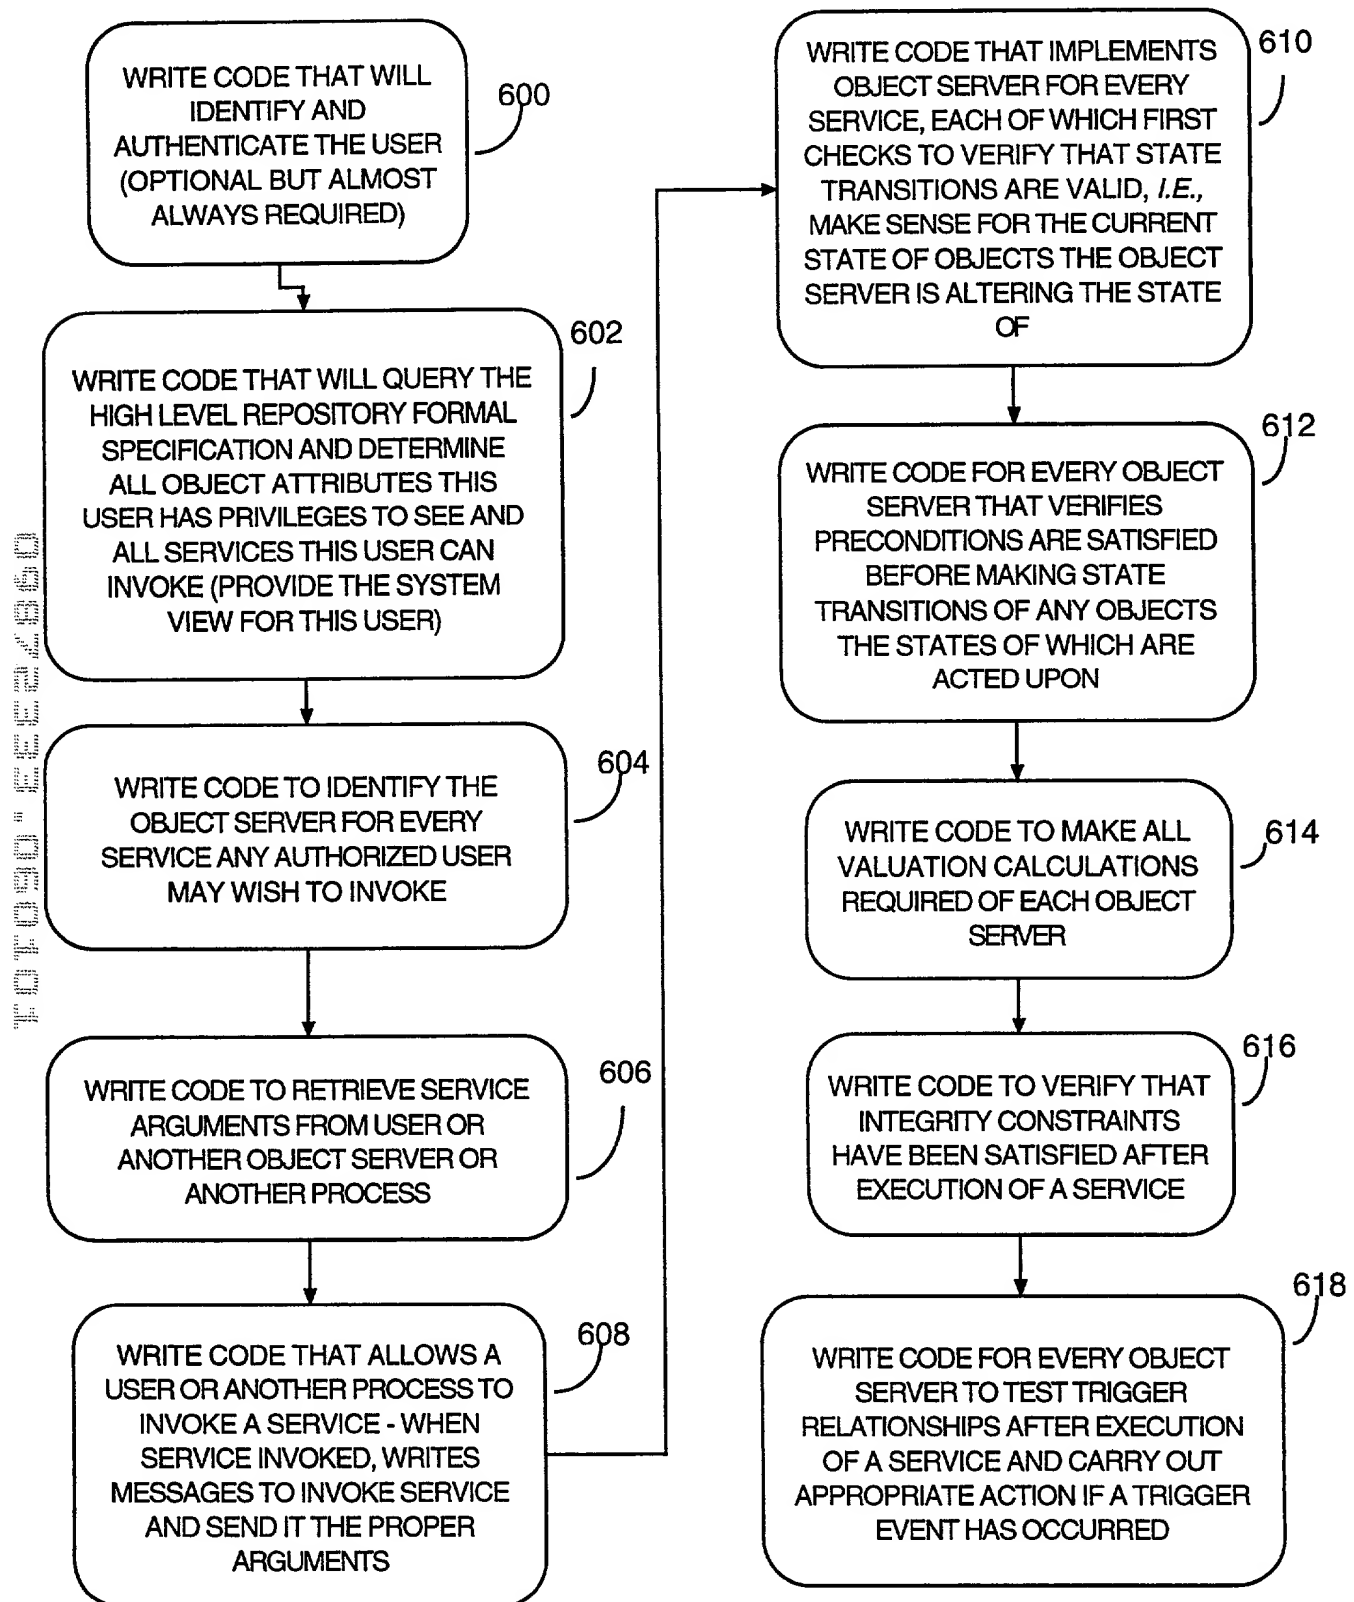 WRITE CODE THAT WILL
IDENTIFY AND
AUTHENTICATE THE USER
(OPTIONAL BUT ALMOST
ALWAYS REQUIRED)
600
WRITE CODE THAT WILL QUERY THE
HIGH LEVEL REPOSITORY FORMAL
SPECIFICATION AND DETERMINE
ALL OBJECT ATTRIBUTES THIS
USER HAS PRIVILEGES TO SEE AND
ALL SERVICES THIS USER CAN
INVOKE (PROVIDE THE SYSTEM
VIEW FOR THIS USER)
602
WRITE CODE TO IDENTIFY THE
OBJECT SERVER FOR EVERY
SERVICE ANY AUTHORIZED USER
MAY WISH TO INVOKE
604
WRITE CODE TO RETRIEVE SERVICE
ARGUMENTS FROM USER OR
ANOTHER OBJECT SERVER OR
ANOTHER PROCESS
606
WRITE CODE THAT ALLOWS A
USER OR ANOTHER PROCESS TO
INVOKE A SERVICE - WHEN
SERVICE INVOKED, WRITES
MESSAGES TO INVOKE SERVICE
AND SEND IT THE PROPER
ARGUMENTS
608
WRITE CODE THAT IMPLEMENTS
OBJECT SERVER FOR EVERY
SERVICE, EACH OF WHICH FIRST
CHECKS TO VERIFY THAT STATE
TRANSITIONS ARE VALID, I.E.,
MAKE SENSE FOR THE CURRENT
STATE OF OBJECTS THE OBJECT
SERVER IS ALTERING THE STATE
OF
610
WRITE CODE FOR EVERY OBJECT
SERVER THAT VERIFIES
PRECONDITIONS ARE SATISFIED
BEFORE MAKING STATE
TRANSITIONS OF ANY OBJECTS
THE STATES OF WHICH ARE
ACTED UPON
612
WRITE CODE TO MAKE ALL
VALUATION CALCULATIONS
REQUIRED OF EACH OBJECT
SERVER
614
WRITE CODE TO VERIFY THAT
INTEGRITY CONSTRAINTS
HAVE BEEN SATISFIED AFTER
EXECUTION OF A SERVICE
616
WRITE CODE FOR EVERY OBJECT
SERVER TO TEST TRIGGER
RELATIONSHIPS AFTER EXECUTION
OF A SERVICE AND CARRY OUT
APPROPRIATE ACTION IF A TRIGGER
EVENT HAS OCCURRED
618